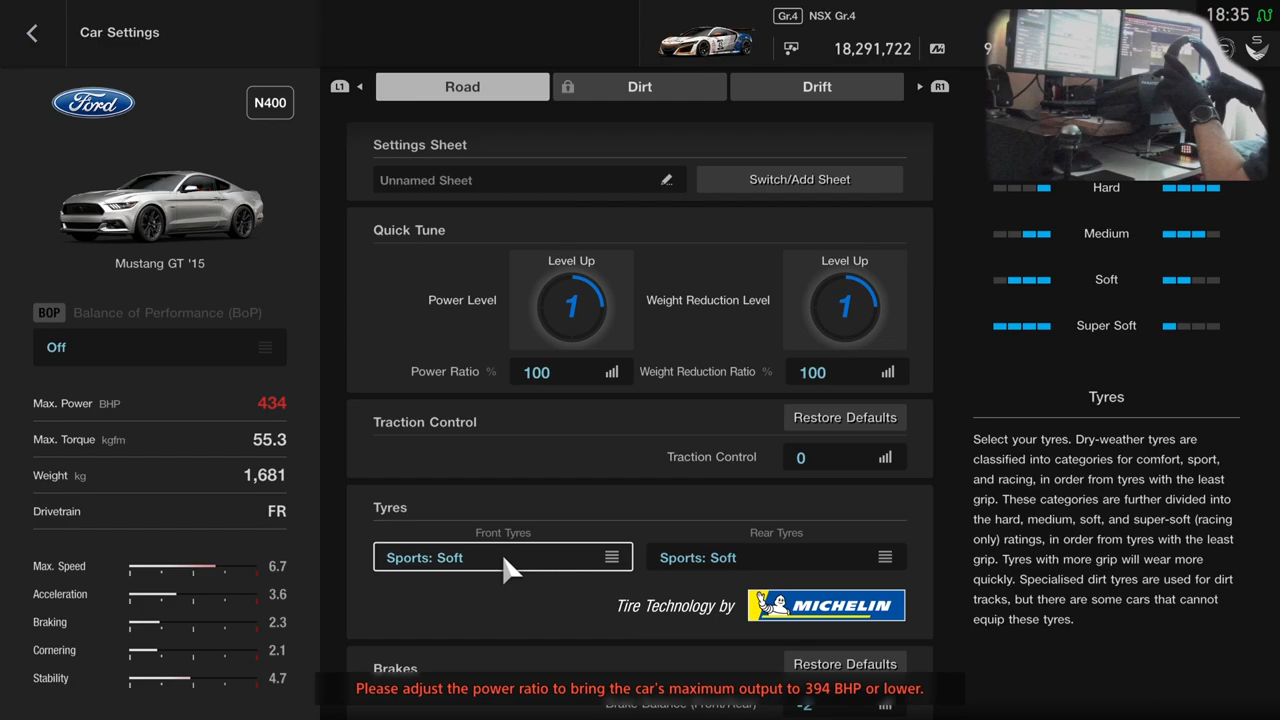 Car Settings
Gr.4 NSX Gr.4
18,291,722
9
18:35
Ford
N400
Mustang GT '15
BOP Balance of Performance (BoP)
Off
Max. Power BHP 434
Max. Torque kgfm 55.3
Weight kg 1,681
Drivetrain FR
Max. Speed 6.7
Acceleration 3.6
Braking 2.3
Cornering 2.1
Stability 4.7
L1 Road Dirt Drift R1
Settings Sheet
Unnamed Sheet Switch/Add Sheet
Quick Tune
Level Up Level Up
Power Level 1 Weight Reduction Level 1
Power Ratio % 100 Weight Reduction Ratio % 100
Traction Control Restore Defaults
Traction Control 0
Tyres
Front Tyres Rear Tyres
Sports: Soft Sports: Soft
Tire Technology by MICHELIN
Brakes Restore Defaults
Brake Balance (Front/Rear) -2
Please adjust the power ratio to bring the car's maximum output to 394 BHP or lower.
Hard
Medium
Soft
Super Soft
Tyres
Select your tyres. Dry-weather tyres are
classified into categories for comfort, sport,
and racing, in order from tyres with the least
grip. These categories are further divided into
the hard, medium, soft, and super-soft (racing
only) ratings, in order from tyres with the least
grip. Tyres with more grip will wear more
quickly. Specialised dirt tyres are used for dirt
tracks, but there are some cars that cannot
equip these tyres.